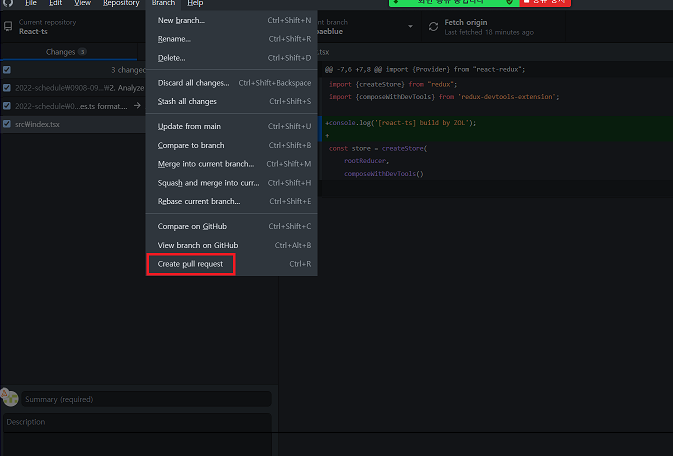 File Edit View Repository Branch Help
Current repository
React-ts
Fetch origin
Last fetched 18 minutes ago
Changes 3
New branch... Ctrl+Shift+N
Rename... Ctrl+Shift+R
Delete... Ctrl+Shift+D
Discard all changes... Ctrl+Shift+Backspace
Stash all changes Ctrl+Shift+S
Update from main Ctrl+Shift+U
Compare to branch Ctrl+Shift+B
Merge into current branch... Ctrl+Shift+M
Squash and merge into curr... Ctrl+Shift+H
Rebase current branch... Ctrl+Shift+E
Compare on GitHub Ctrl+Shift+C
View branch on GitHub Ctrl+Alt+B
Create pull request Ctrl+R
3 changed
2022-schedule₩0908-09...₩2. Analyze
2022-schedule₩0...es.ts format....
src₩index.tsx
Summary (required)
Description
.tsx
@@ -7,6 +7,8 @@ import {Provider} from "react-redux";
import {createStore} from "redux";
import {composeWithDevTools} from 'redux-devtools-extension';
+console.log('[react-ts] build by ZOL');
+
const store = createStore(
rootReducer,
composeWithDevTools()